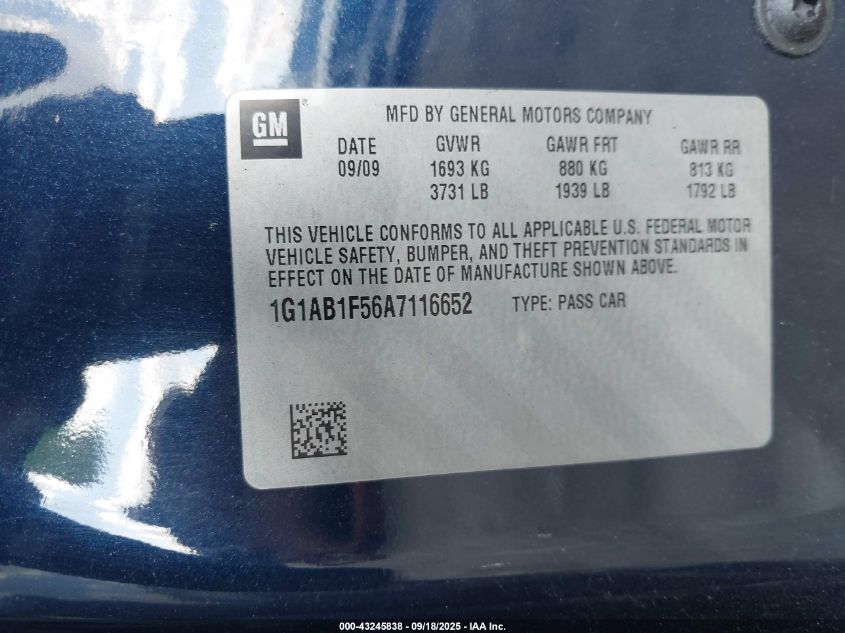 GM
MFD BY GENERAL MOTORS COMPANY
DATE GVWR GAWR FRT GAWR RR
09/09 1693 KG 880 KG 813 KG
3731 LB 1939 LB 1792 LB
THIS VEHICLE CONFORMS TO ALL APPLICABLE U.S. FEDERAL MOTOR
VEHICLE SAFETY, BUMPER, AND THEFT PREVENTION STANDARDS IN
EFFECT ON THE DATE OF MANUFACTURE SHOWN ABOVE.
1G1AB1F56A7116652 TYPE: PASS CAR
000-43245838 - 09/18/2025 - IAA Inc.